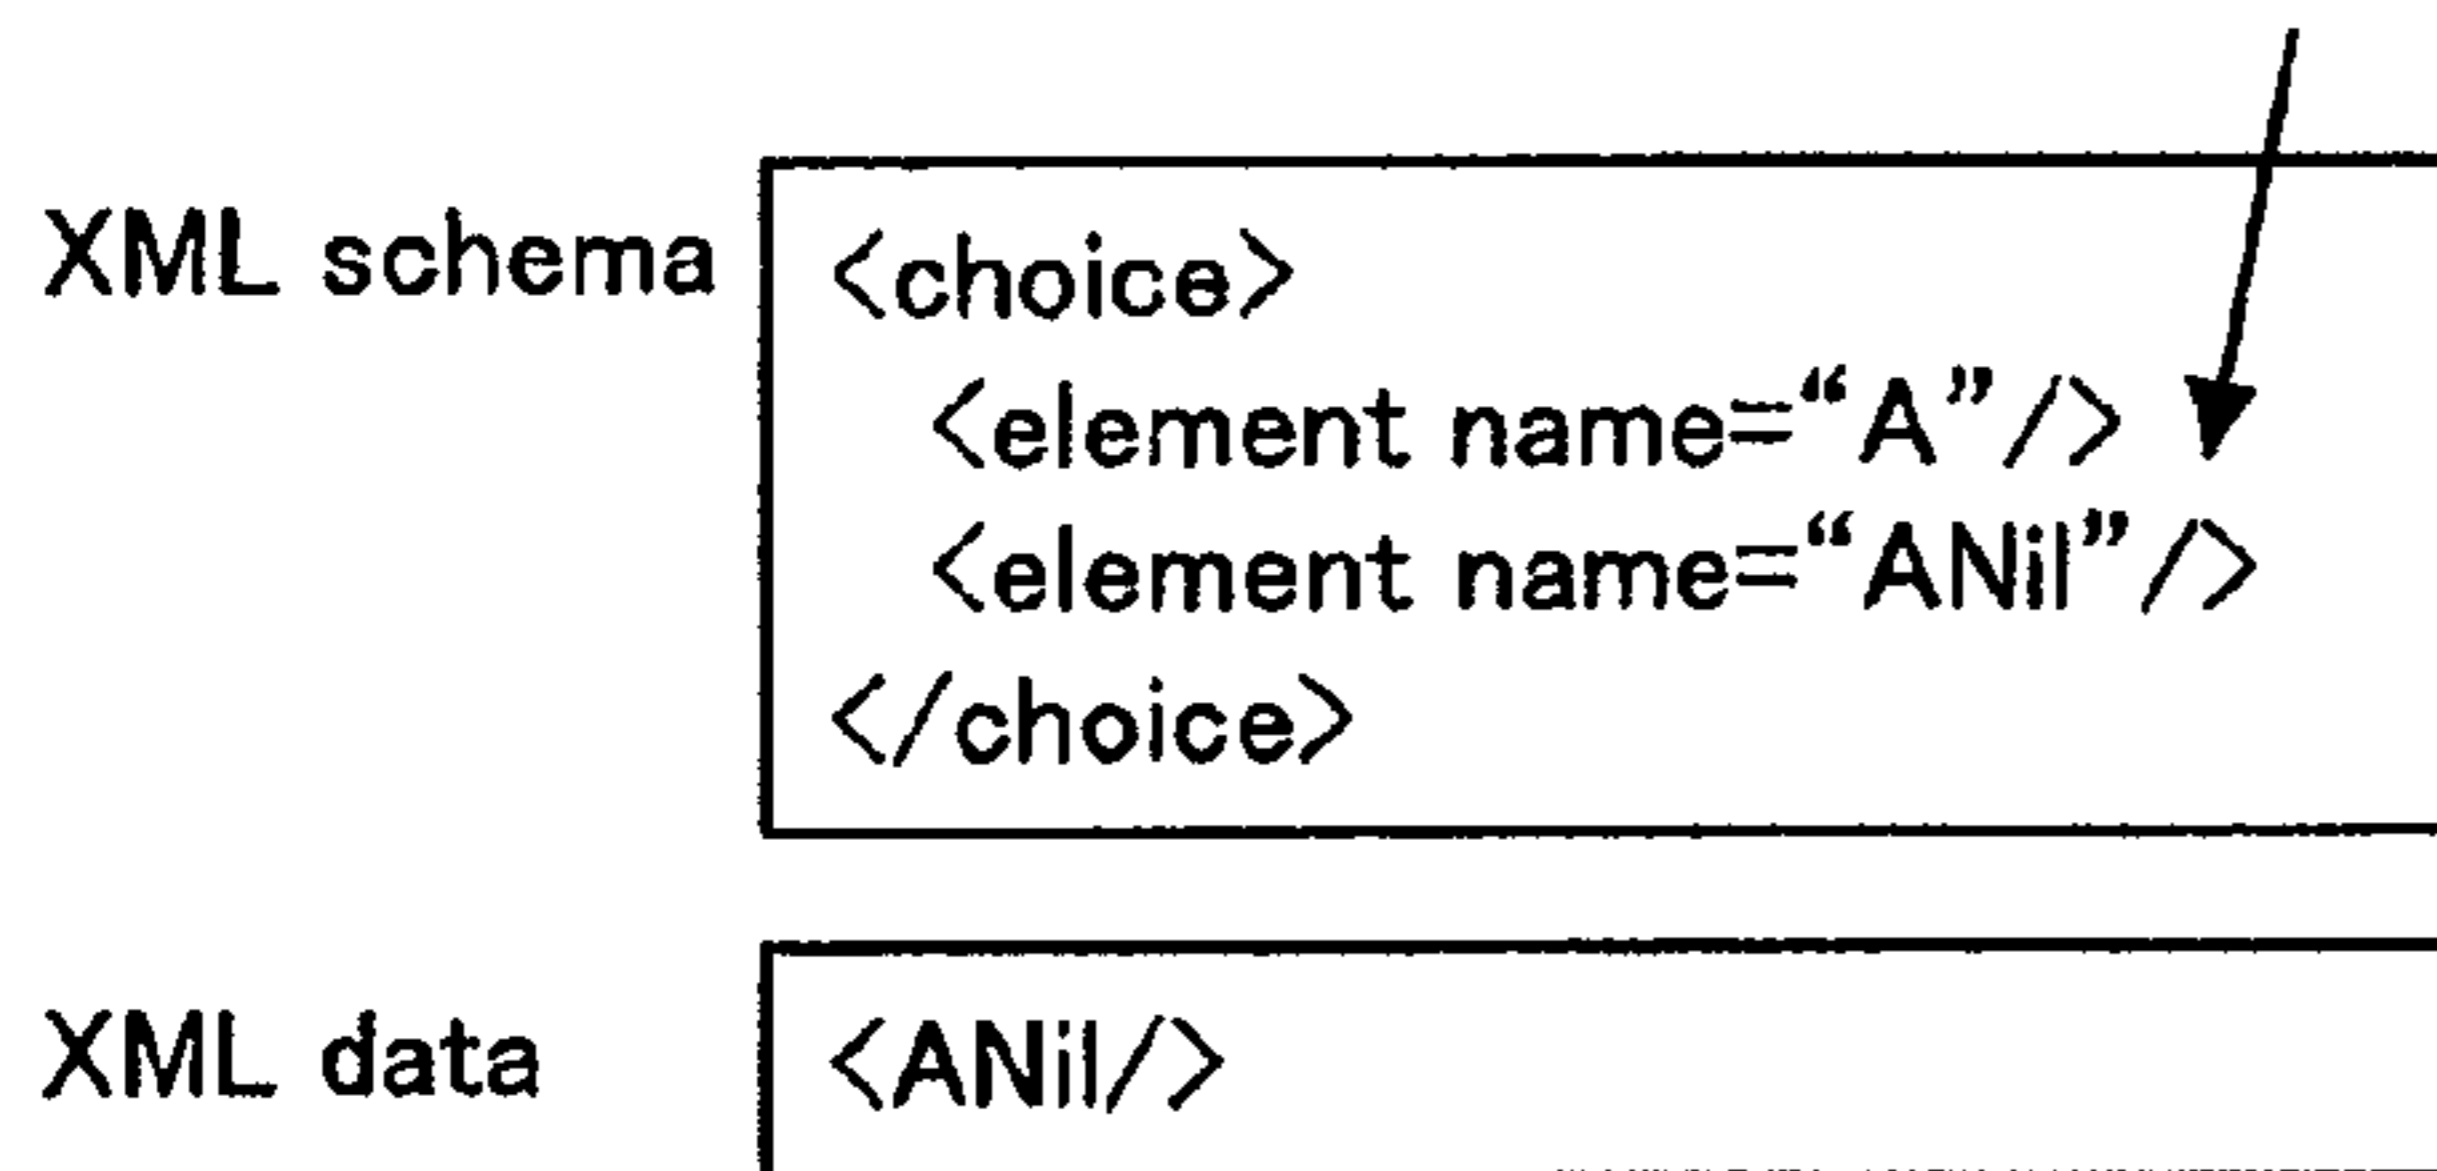 XML schema
<choice>
<element name=“A”/>
<element name=“ANil”/>
</choice>
XML data
<ANil/>